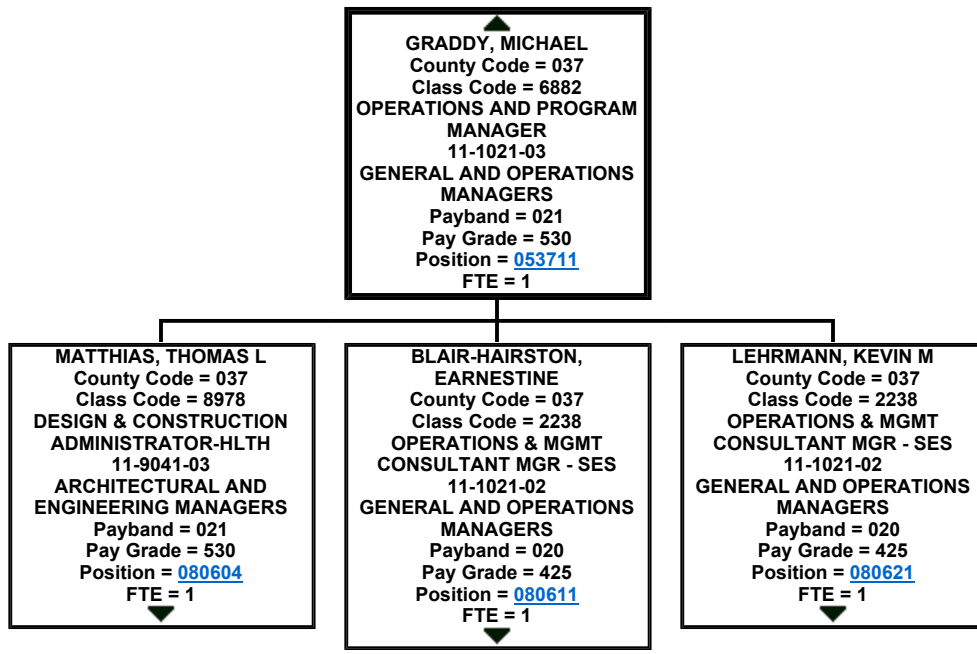 GRADDY, MICHAEL
County Code = 037
Class Code = 6882
OPERATIONS AND PROGRAM
MANAGER
11-1021-03
GENERAL AND OPERATIONS
MANAGERS
Payband = 021
Pay Grade = 530
Position = 053711
FTE = 1
MATTHIAS, THOMAS L
County Code = 037
Class Code = 8978
DESIGN & CONSTRUCTION
ADMINISTRATOR-HLTH
11-9041-03
ARCHITECTURAL AND
ENGINEERING MANAGERS
Payband = 021
Pay Grade = 530
Position = 080604
FTE = 1
BLAIR-HAIRSTON,
EARNESTINE
County Code = 037
Class Code = 2238
OPERATIONS & MGMT
CONSULTANT MGR - SES
11-1021-02
GENERAL AND OPERATIONS
MANAGERS
Payband = 020
Pay Grade = 425
Position = 080611
FTE = 1
LEHRMANN, KEVIN M
County Code = 037
Class Code = 2238
OPERATIONS & MGMT
CONSULTANT MGR - SES
11-1021-02
GENERAL AND OPERATIONS
MANAGERS
Payband = 020
Pay Grade = 425
Position = 080621
FTE = 1